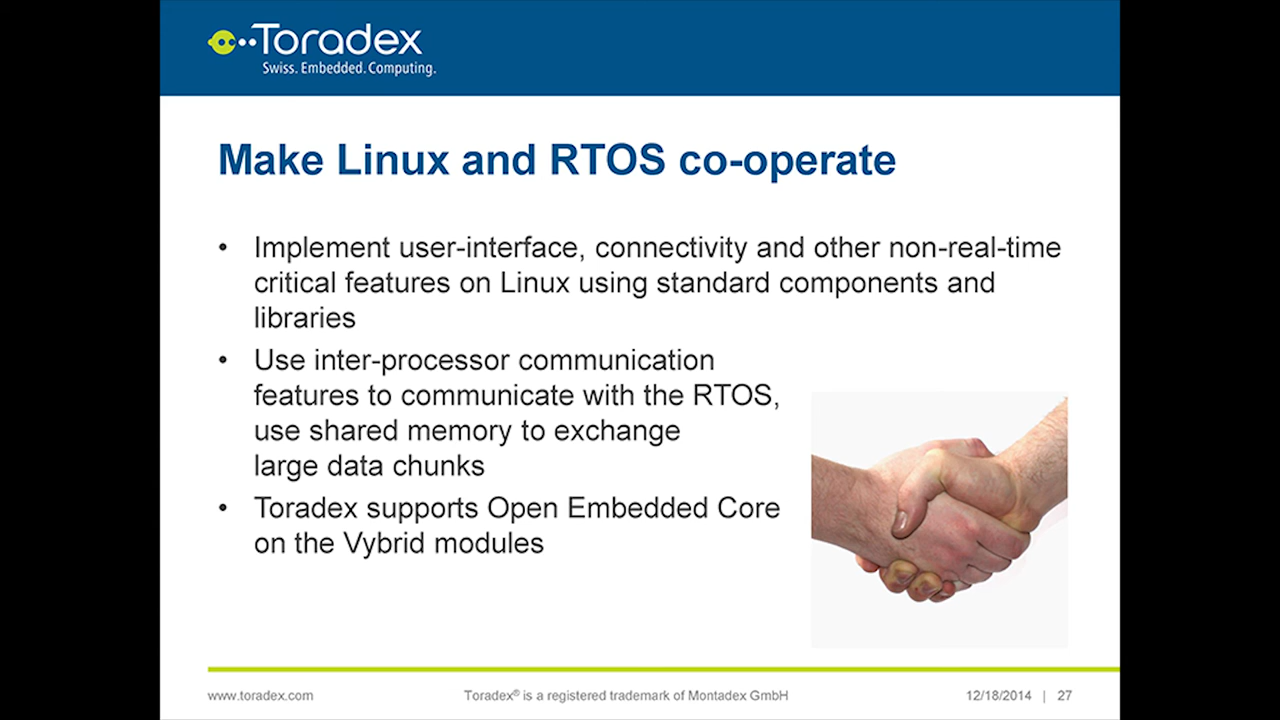 Toradex
Swiss. Embedded. Computing.
Make Linux and RTOS co-operate
• Implement user-interface, connectivity and other non-real-time
critical features on Linux using standard components and
libraries
• Use inter-processor communication
features to communicate with the RTOS,
use shared memory to exchange
large data chunks
• Toradex supports Open Embedded Core
on the Vybrid modules
www.toradex.com
Toradex® is a registered trademark of Montadex GmbH
12/18/2014 | 27